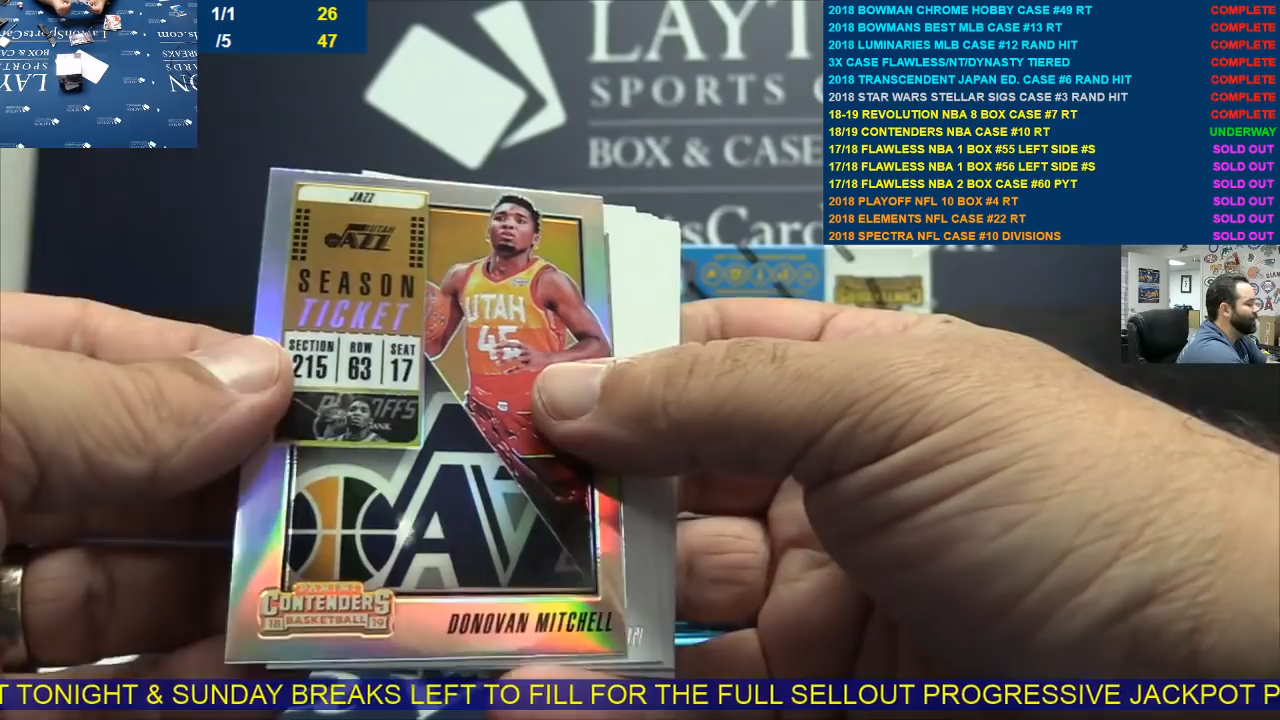 1/1 26
/5 47
2018 BOWMAN CHROME HOBBY CASE #49 RT COMPLETE
2018 BOWMANS BEST MLB CASE #13 RT COMPLETE
2018 LUMINARIES MLB CASE #12 RAND HIT COMPLETE
3X CASE FLAWLESS/NT/DYNASTY TIERED COMPLETE
2018 TRANSCENDENT JAPAN ED. CASE #6 RAND HIT COMPLETE
2018 STAR WARS STELLAR SIGS CASE #3 RAND HIT COMPLETE
18-19 REVOLUTION NBA 8 BOX CASE #7 RT COMPLETE
18/19 CONTENDERS NBA CASE #10 RT UNDERWAY
17/18 FLAWLESS NBA 1 BOX #55 LEFT SIDE #S SOLD OUT
17/18 FLAWLESS NBA 1 BOX #56 LEFT SIDE #S SOLD OUT
17/18 FLAWLESS NBA 2 BOX CASE #60 PYT SOLD OUT
2018 PLAYOFF NFL 10 BOX #4 RT SOLD OUT
2018 ELEMENTS NFL CASE #22 RT SOLD OUT
2018 SPECTRA NFL CASE #10 DIVISIONS SOLD OUT
LAYT
SPORTS C
BOX & CASE
sCar
JAZZ
UTAH
JAZZ
SEASON
TICKET
SECTION ROW SEAT
215 63 17
UTAH
45
PANINI
CONTENDERS
18 BASKETBALL 19
DONOVAN MITCHELL
T TONIGHT & SUNDAY BREAKS LEFT TO FILL FOR THE FULL SELLOUT PROGRESSIVE JACKPOT P